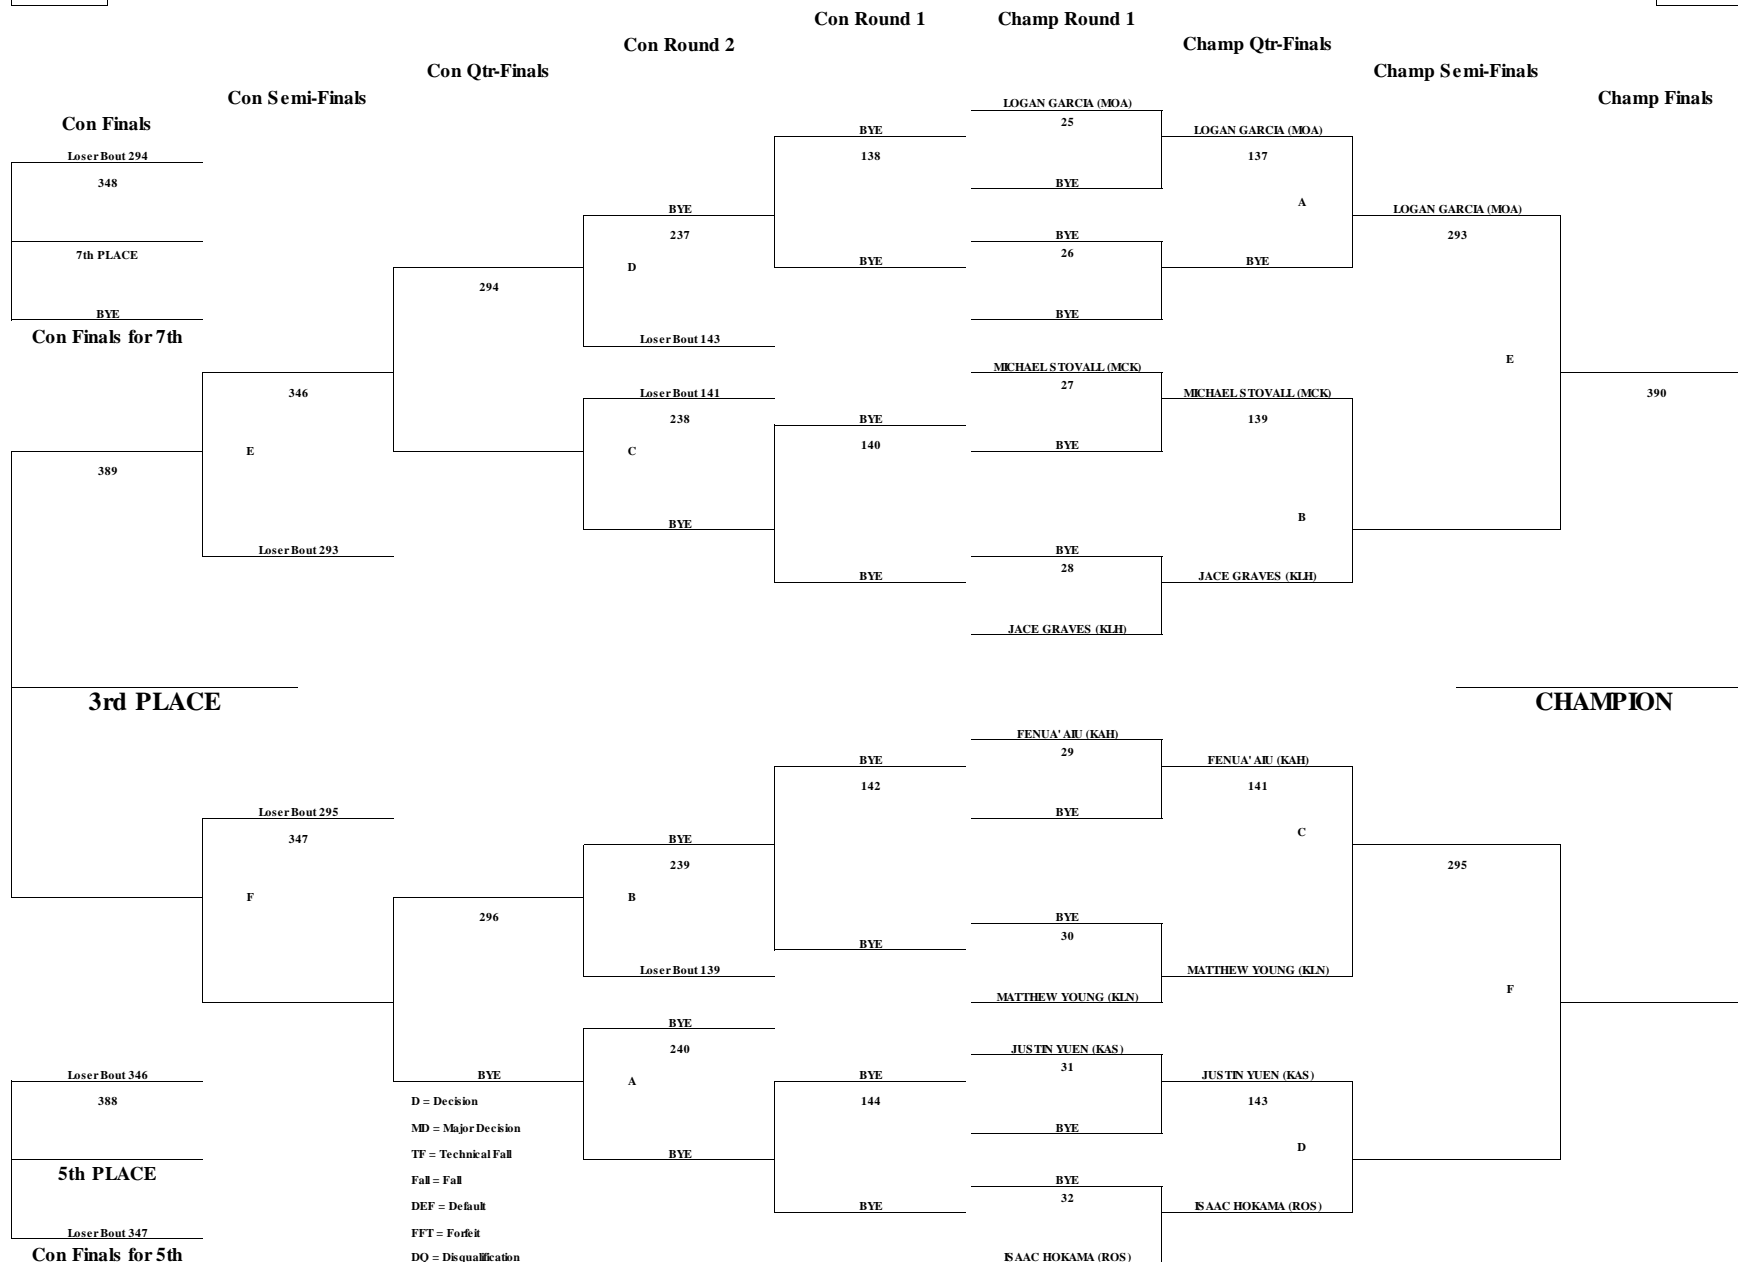 Con Round 1 Champ Round 1
Con Round 2 Champ Qtr-Finals
Con Qtr-Finals Champ Semi-Finals
Con Semi-Finals Champ Finals
LOGAN GARCIA (MOA)
Con Finals 25
BYE LOGAN GARCIA (MOA)
Loser Bout 294 138 137
348 BYE
A
BYE LOGAN GARCIA (MOA)
237 BYE 293
7th PLACE 26
D BYE BYE
294
BYE BYE
Con Finals for 7th Loser Bout 143
E
MICHAEL STOVALL (MCK)
27
346 Loser Bout 141 MICHAEL STOVALL (MCK) 390
238 BYE 139
140 BYE
E C
389
B
BYE
Loser Bout 293 BYE
28
BYE JACE GRAVES (KLH)
JACE GRAVES (KLH)
3rd PLACE CHAMPION
FENUA' AIU (KAH)
29
BYE FENUA' AIU (KAH)
142 141
Loser Bout 295 BYE
347 BYE C
239 295
F B
296 BYE
30
BYE
Loser Bout 139 MATTHEW YOUNG (KLN)
F
MATTHEW YOUNG (KLN)
BYE
240 JUSTIN YUEN (KAS)
31
Loser Bout 346 BYE A BYE JUSTIN YUEN (KAS)
388 D = Decision 144 143
MD = Major Decision BYE
D
TF = Technical Fall BYE
5th PLACE
Fall = Fall BYE
32
DEF = Default BYE ISAAC HOKAMA (ROS)
Loser Bout 347 FFT = Forfeit
Con Finals for 5th DQ = Disqualification ISAAC HOKAMA (ROS)